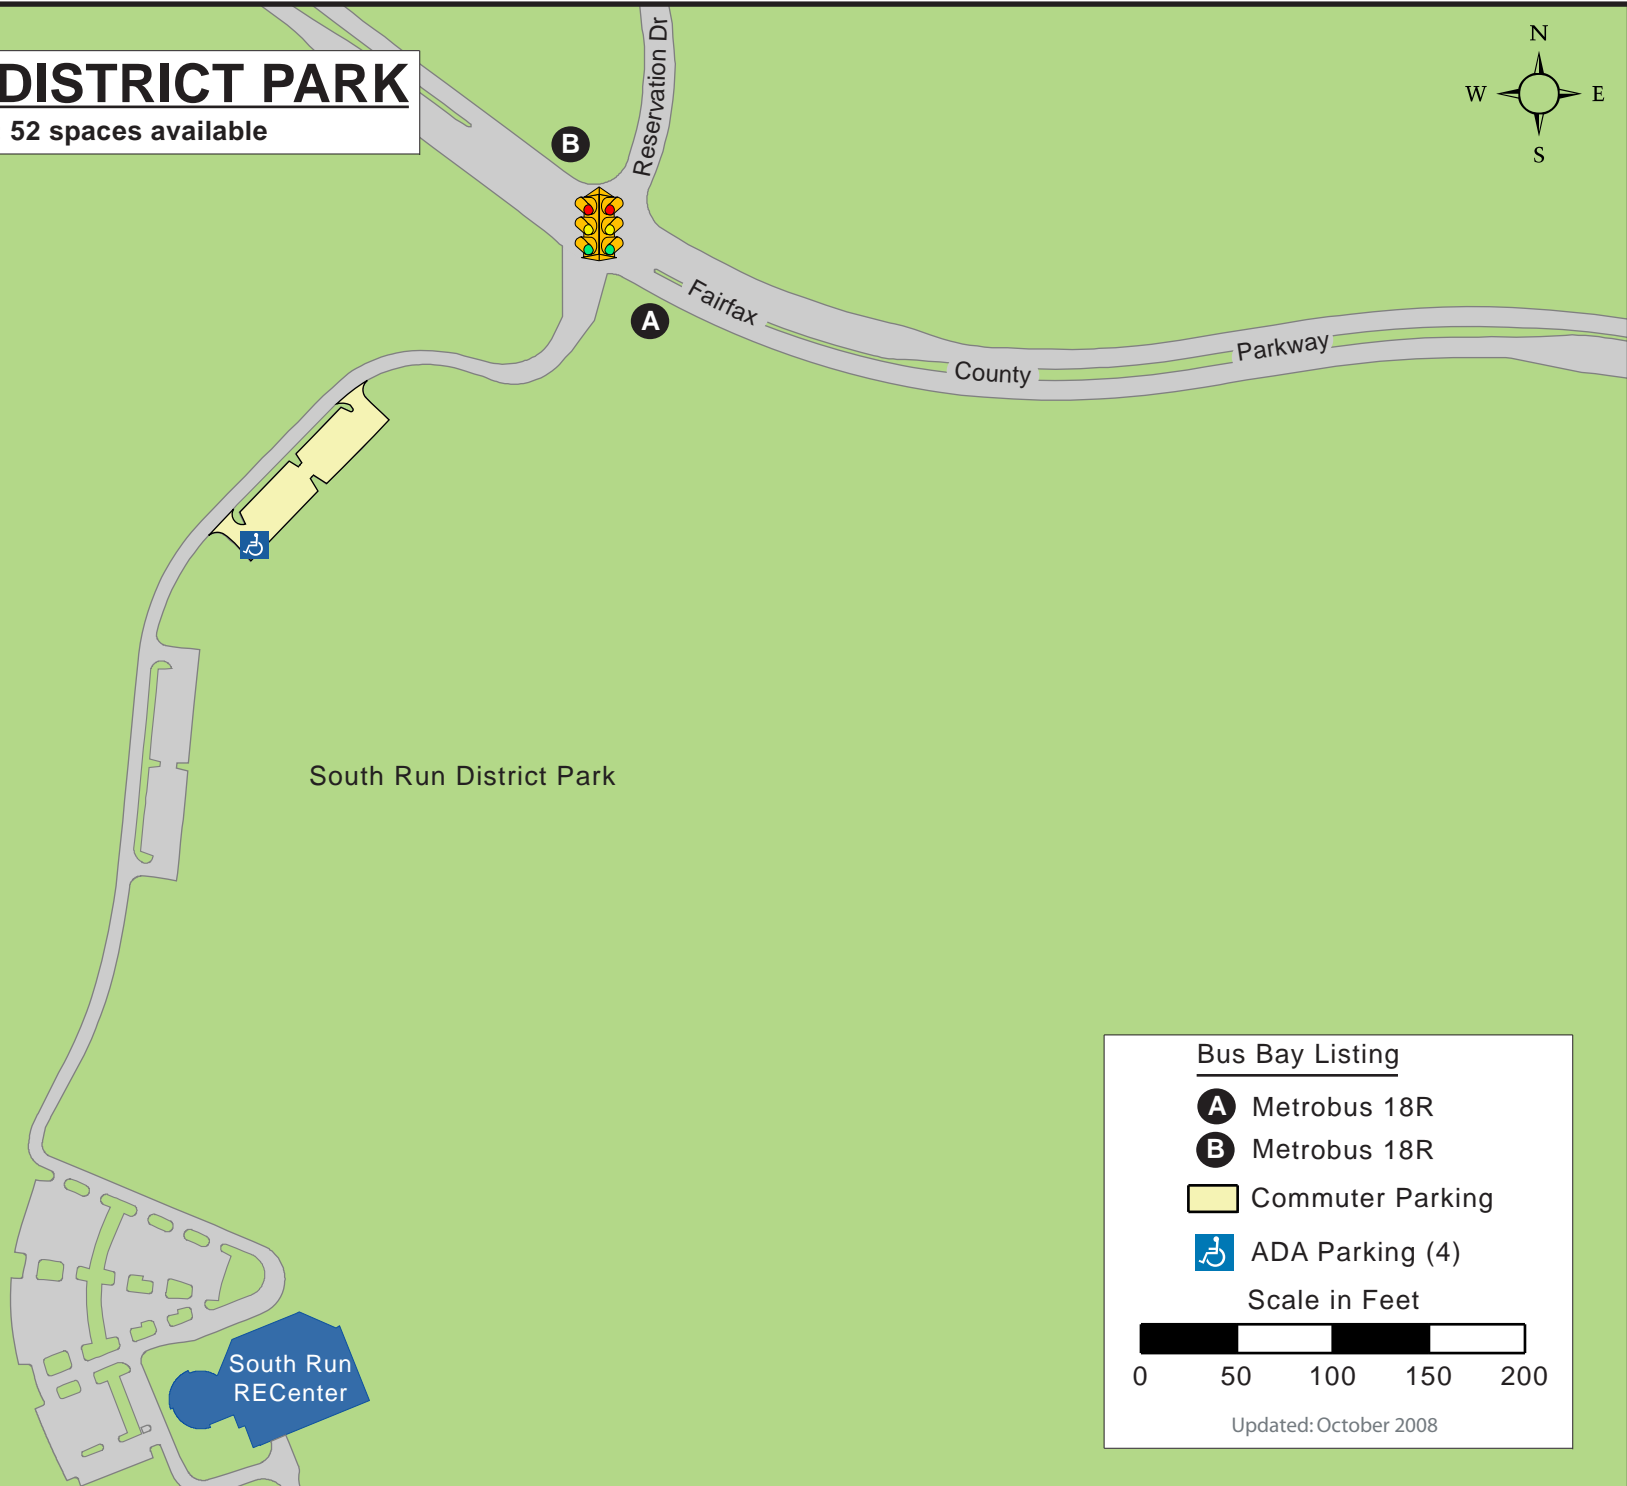 DISTRICT PARK
52 spaces available
N
W E
S
Reservation Dr
B
A
Fairfax
County
Parkway
South Run District Park
South Run
RECenter
Bus Bay Listing
A Metrobus 18R
B Metrobus 18R
Commuter Parking
ADA Parking (4)
Scale in Feet
0 50 100 150 200
Updated: October 2008